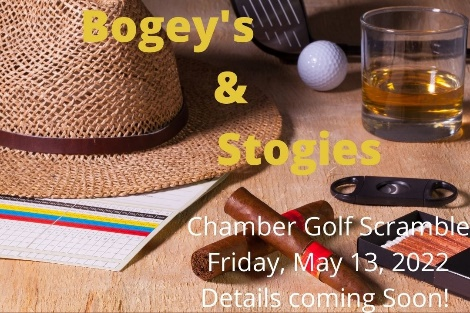 Bogey's
&
Stogies
Chamber Golf Scramble
Friday, May 13, 2022
Details coming Soon!